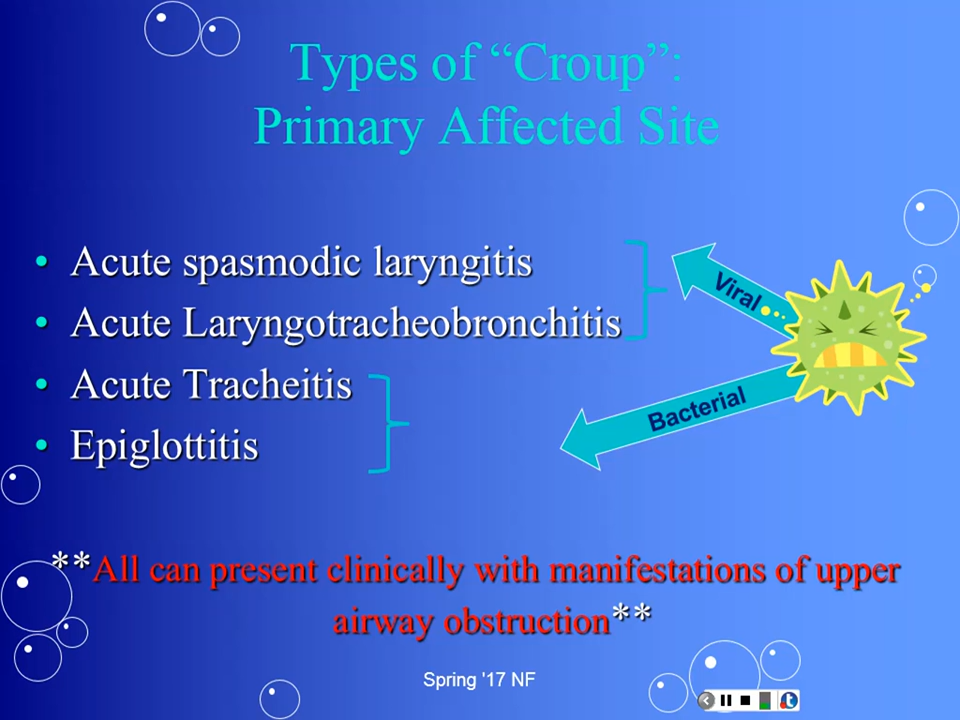 Types of “Croup”:
Primary Affected Site
• Acute spasmodic laryngitis
• Acute Laryngotracheobronchitis
• Acute Tracheitis
• Epiglottitis
Viral
Bacterial
**All can present clinically with manifestations of upper
airway obstruction**
Spring '17 NF
t